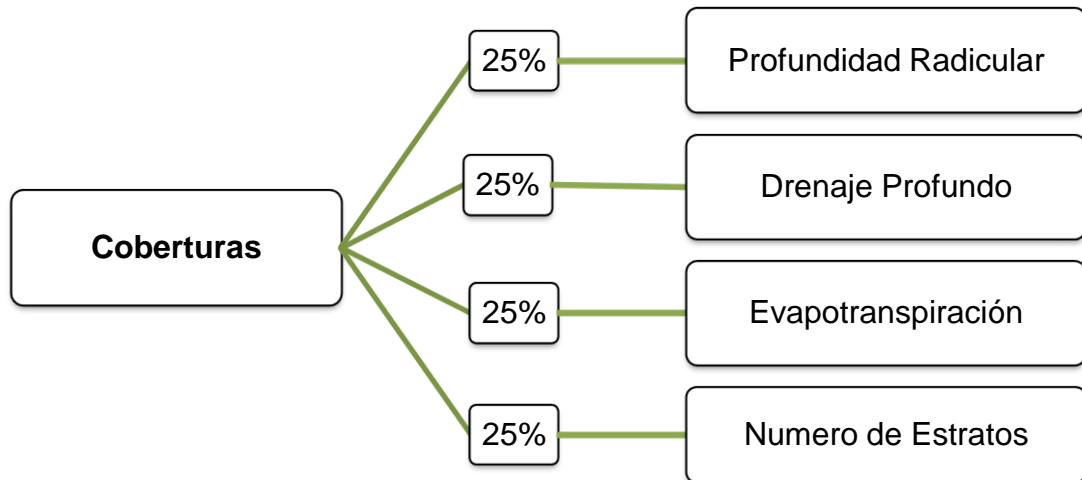 25%
Profundidad Radicular
25%
Drenaje Profundo
Coberturas
25%
Evapotranspiración
25%
Numero de Estratos